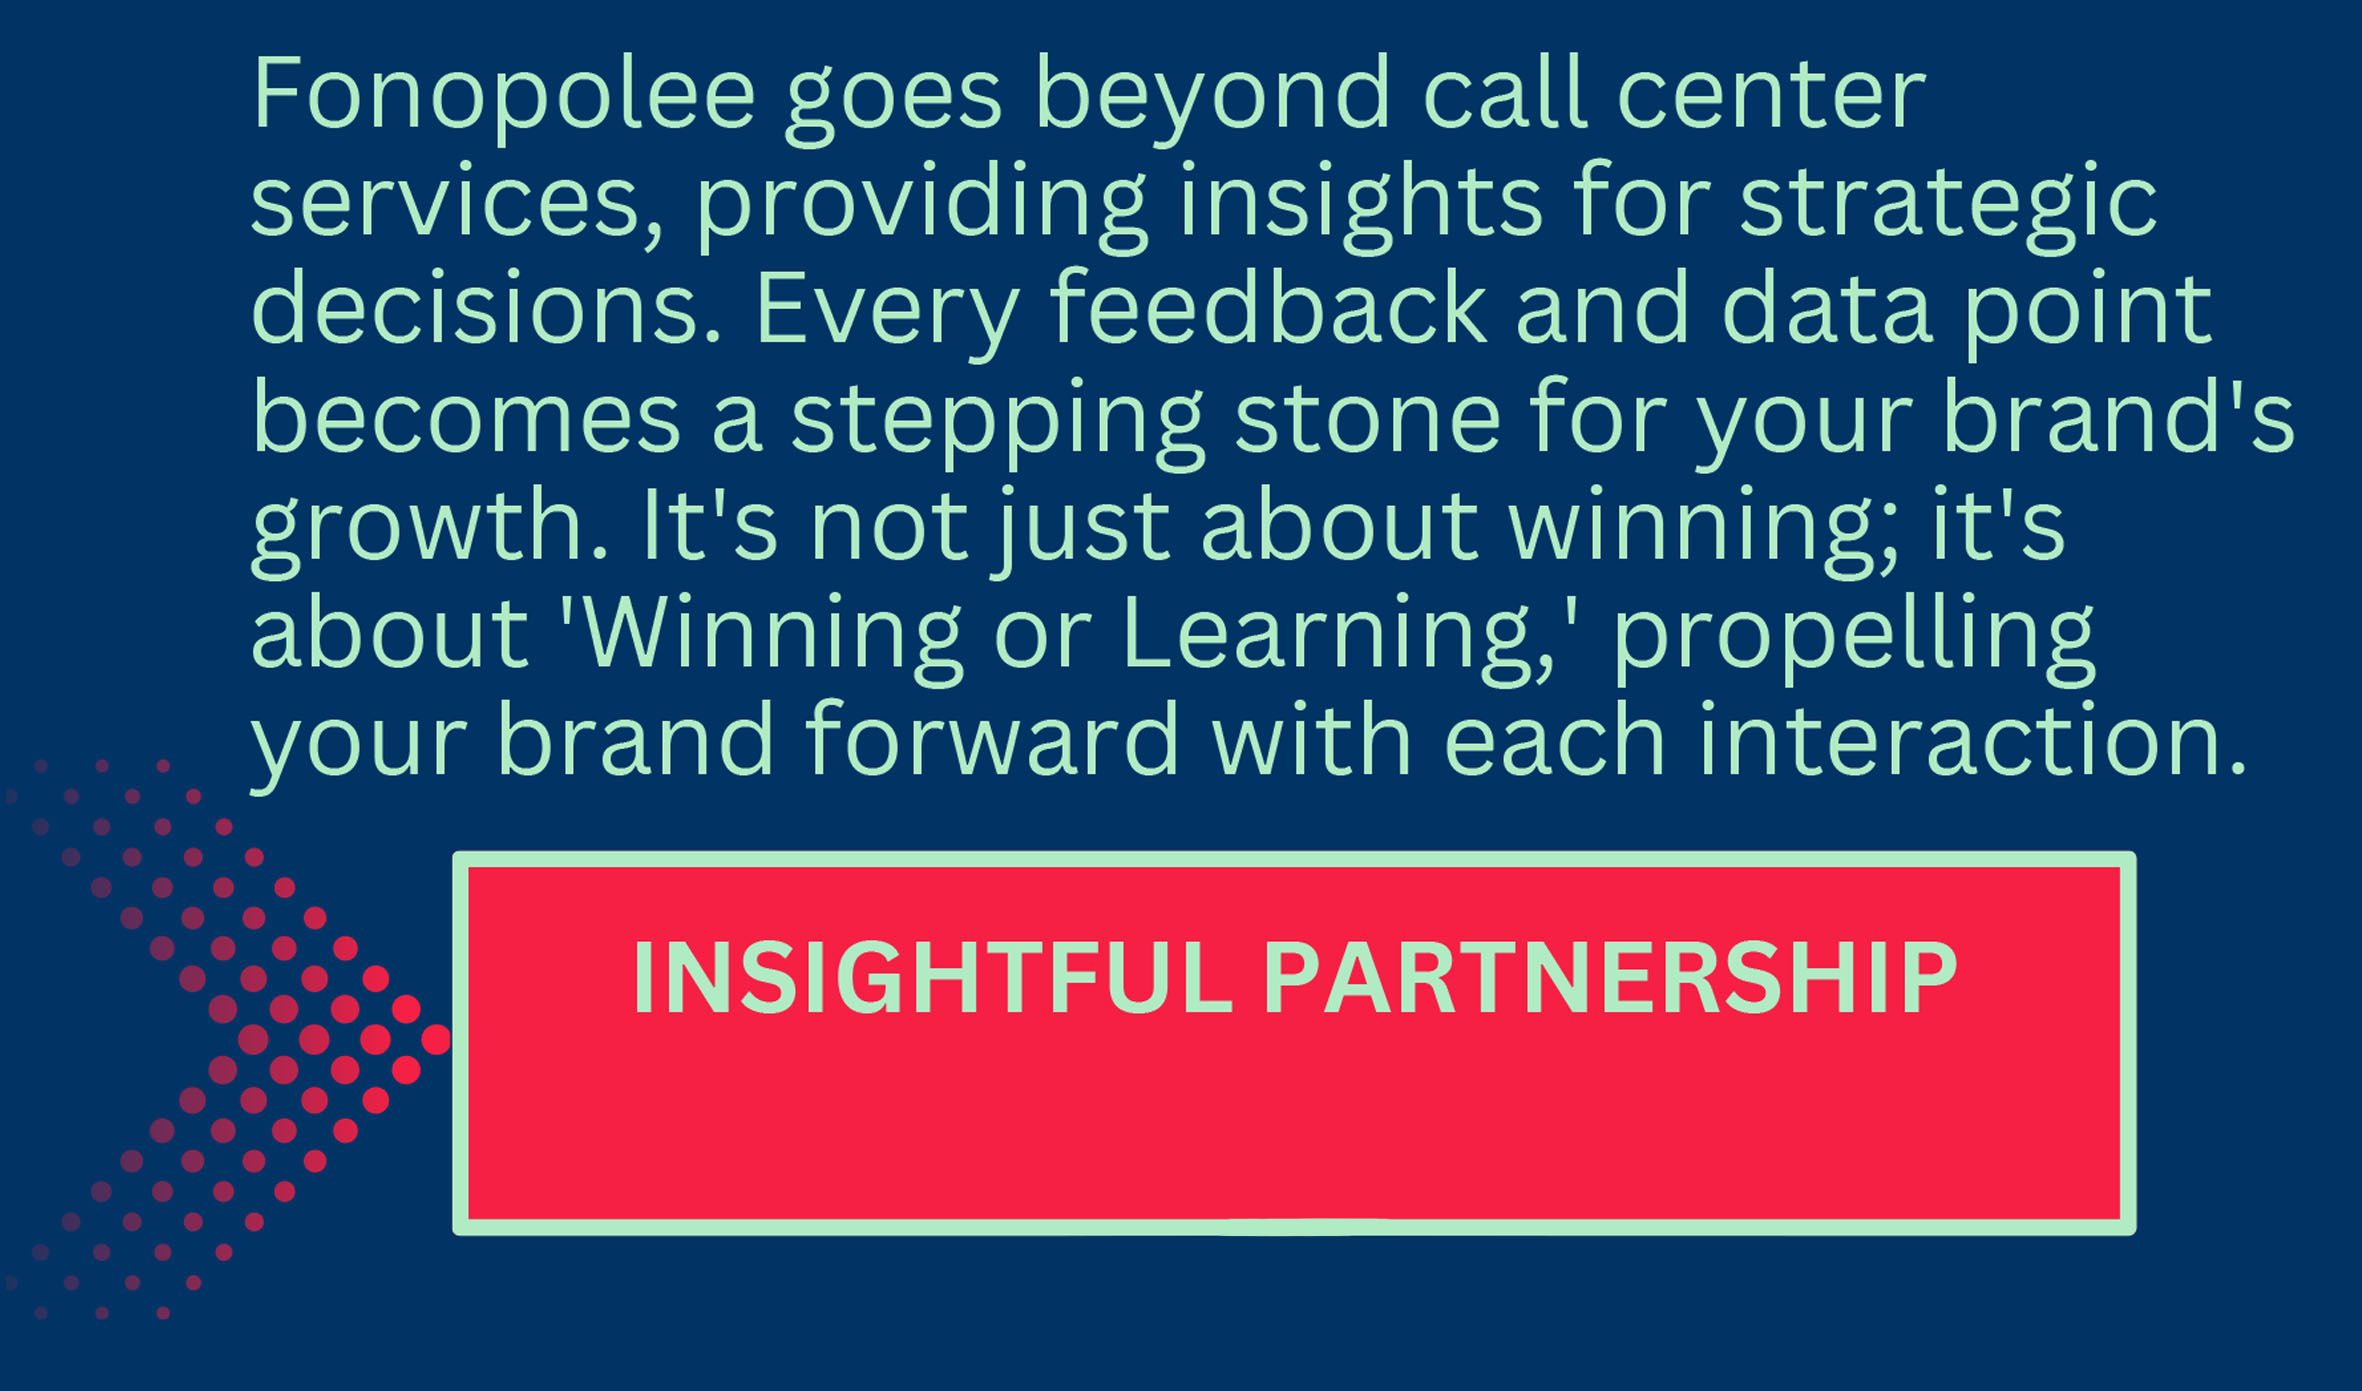 Fonopolee goes beyond call center
services, providing insights for strategic
decisions. Every feedback and data point
becomes a stepping stone for your brand's
growth. It's not just about winning; it's
about 'Winning or Learning,' propelling
your brand forward with each interaction.
INSIGHTFUL PARTNERSHIP